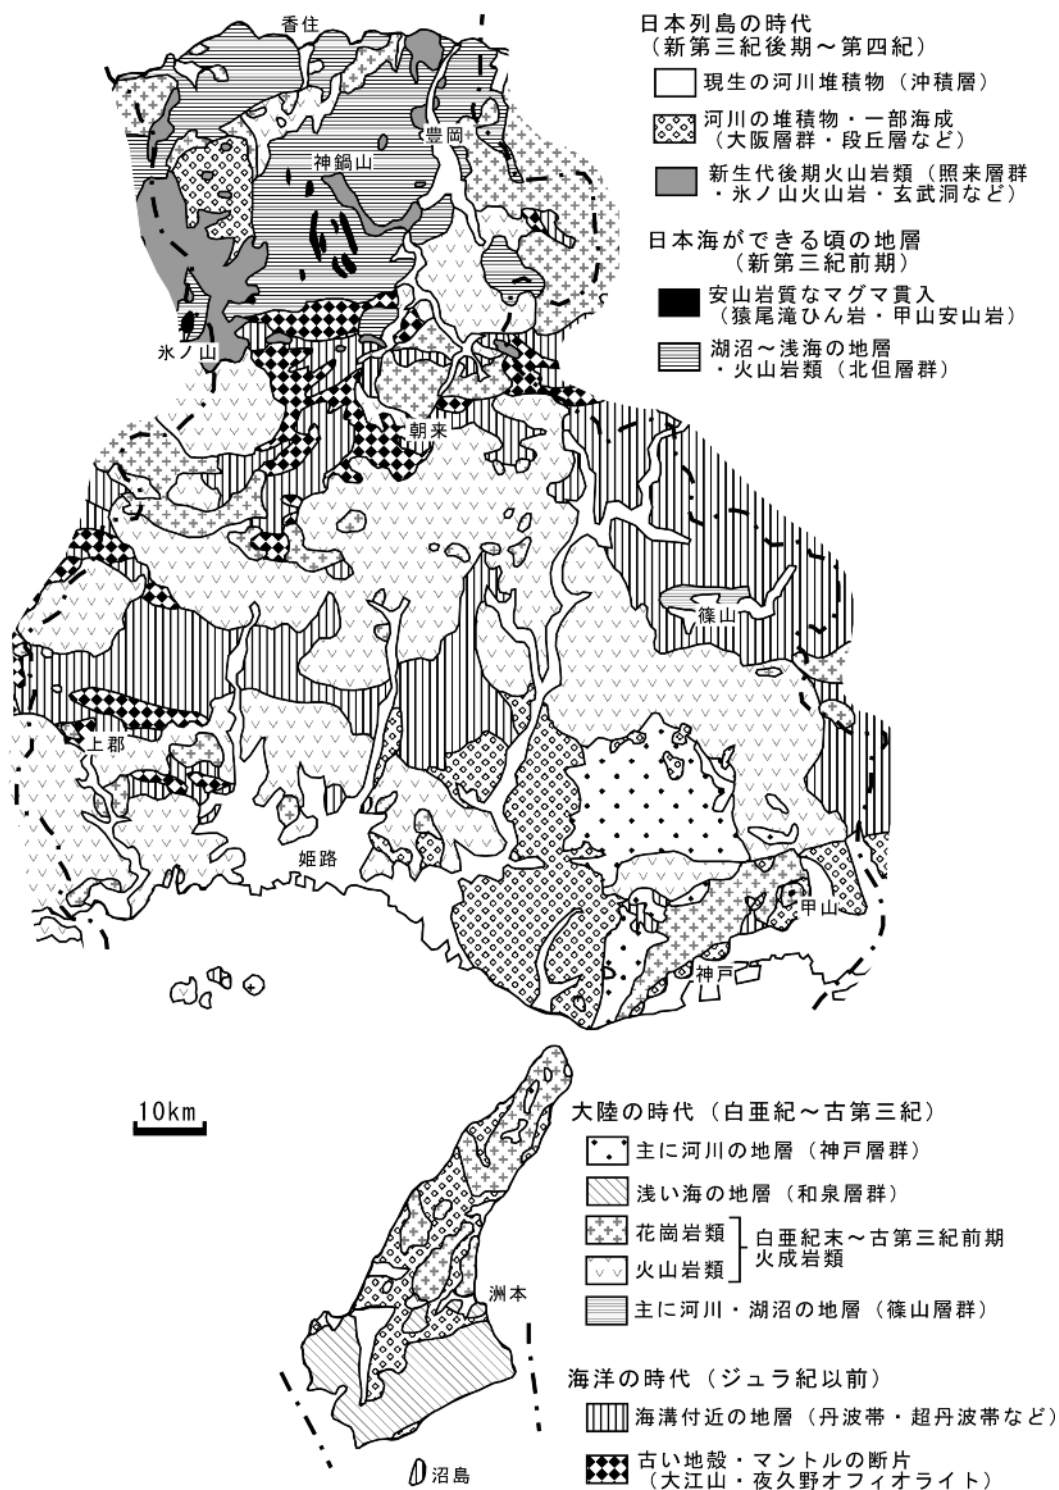 香住
豊岡
神鍋山
氷ノ山
朝来
篠山
上郡
姫路
甲山
神戸
10km
洲本
沼島
日本列島の時代
(新第三紀後期~第四紀)
現生の河川堆積物(沖積層)
河川の堆積物・一部海成
(大阪層群・段丘層など)
新生代後期火山岩類(照来層群
・氷ノ山火山岩・玄武洞など)
日本海ができる頃の地層
(新第三紀前期)
安山岩質なマグマ貫入
(猿尾滝ひん岩・甲山安山岩)
湖沼~浅海の地層
・火山岩類(北但層群)
大陸の時代(白亜紀~古第三紀)
主に河川の地層(神戸層群)
浅い海の地層(和泉層群)
花崗岩類
火山岩類
白亜紀末~古第三紀前期
火成岩類
主に河川・湖沼の地層(篠山層群)
海洋の時代(ジュラ紀以前)
海溝付近の地層(丹波帯・超丹波帯など)
古い地殻・マントルの断片
(大江山・夜久野オフィオライト)